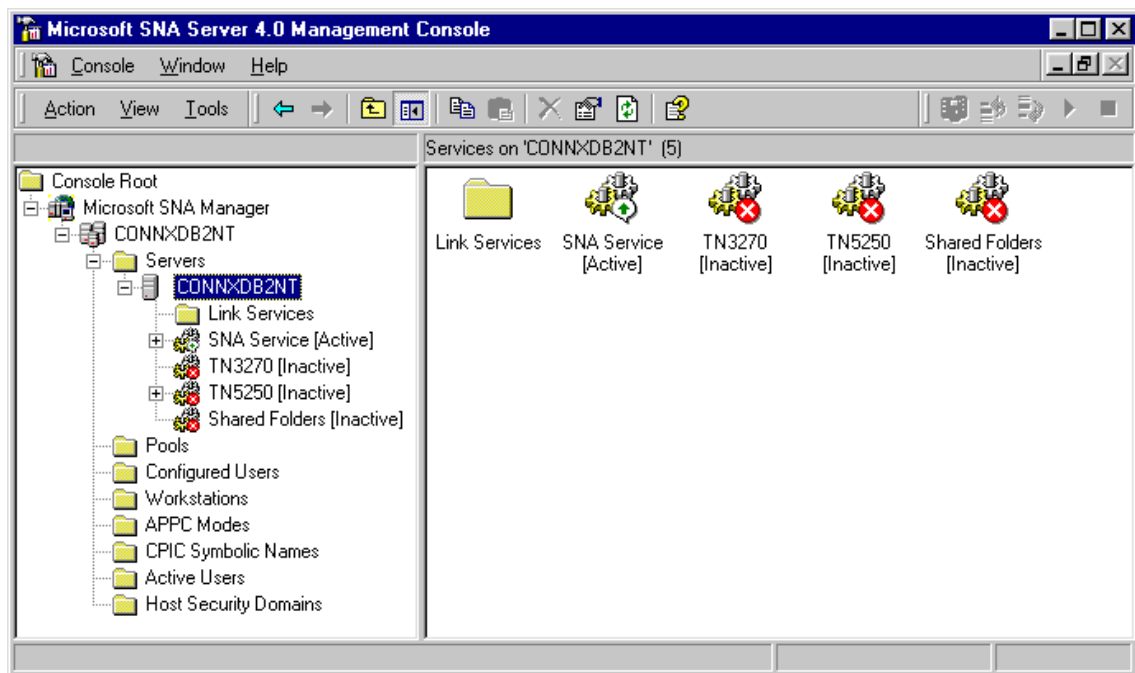 Microsoft SNA Server 4.0 Management Console
Console Window Help
Action View Tools
Services on 'CONNXDB2NT' (5)
Console Root
Microsoft SNA Manager
CONNXDB2NT
Servers
CONNXDB2NT
Link Services
SNA Service [Active]
TN3270 [Inactive]
TN5250 [Inactive]
Shared Folders [Inactive]
Pools
Configured Users
Workstations
APPC Modes
CPIC Symbolic Names
Active Users
Host Security Domains
Link Services
SNA Service
[Active]
TN3270
[Inactive]
TN5250
[Inactive]
Shared Folders
[Inactive]